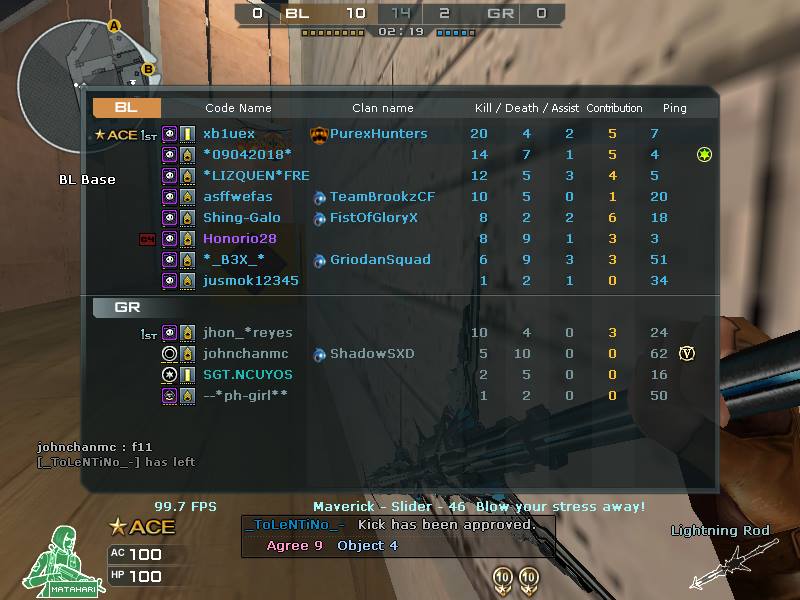 0 BL 10 14 2 GR 0
02:19
A
B
BL Base
BL Code Name Clan name Kill / Death / Assist Contribution Ping
ACE 1ST xb1uex PurexHunters 20 4 2 5 7
*09042018* 14 7 1 5 4
*LIZQUEN*FRE 12 5 3 4 5
asffwefas TeamBrookzCF 10 5 0 1 20
Shing-Galo FistOfGloryX 8 2 2 6 18
C4 Honorio28 8 9 1 3 3
*_B3X_* GriodanSquad 6 9 3 3 51
jusmok12345 1 2 1 0 34
GR
1ST jhon_*reyes 10 4 0 3 24
johnchanmc ShadowSXD 5 10 0 0 62 V
SGT.NCUYOS 2 5 0 0 16
--*ph-girl** 1 2 0 0 50
johnchanmc : f11
[_ToLeNTiNo_-] has left
99.7 FPS Maverick - Slider - 46 Blow your stress away!
ACE
_ToLeNTiNo_- Kick has been approved.
Agree 9 Object 4
AC 100
HP 100
MATAHARI
Lightning Rod
10 10